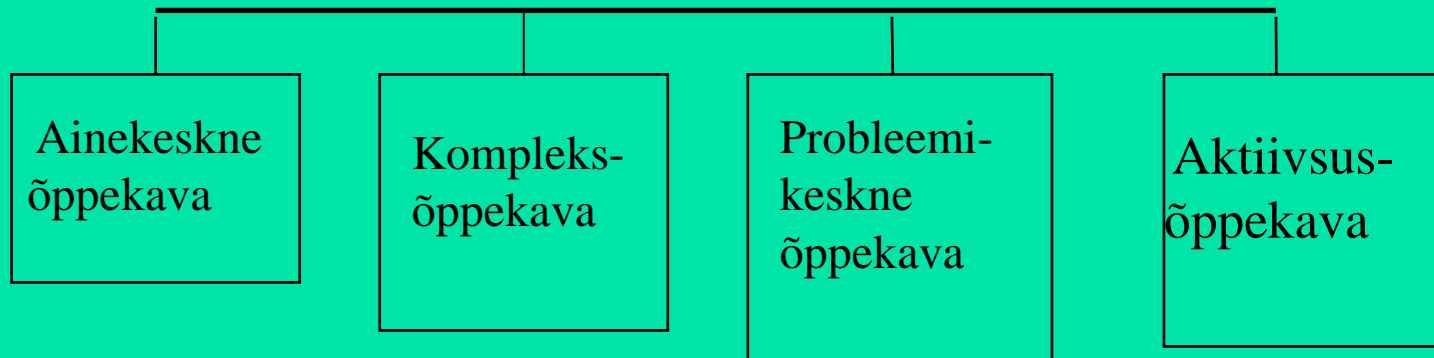 Ainekeskne
õppekava
Kompleks-
õppekava
Probleemi-
keskne
õppekava
Aktiivsus-
õppekava